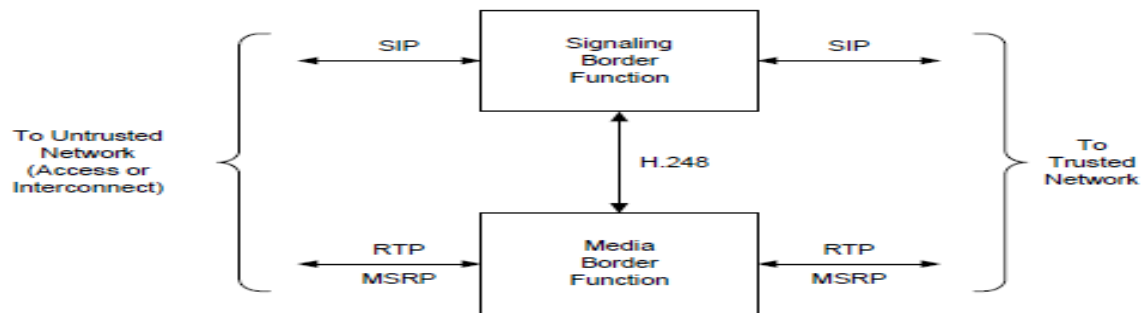 SIP
Signaling
Border
Function
SIP
To Untrusted
Network
(Access or
Interconnect)
H.248
To
Trusted
Network
RTP
MSRP
Media
Border
Function
RTP
MSRP